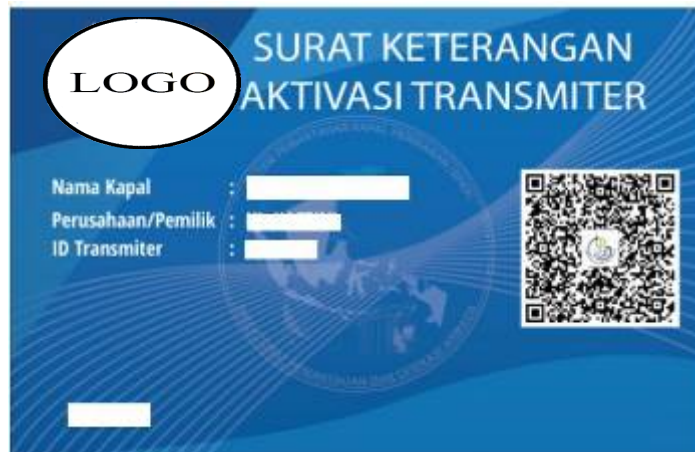 LOGO
SURAT KETERANGAN
AKTIVASI TRANSMITER
Nama Kapal :
Perusahaan/Pemilik :
ID Transmiter :